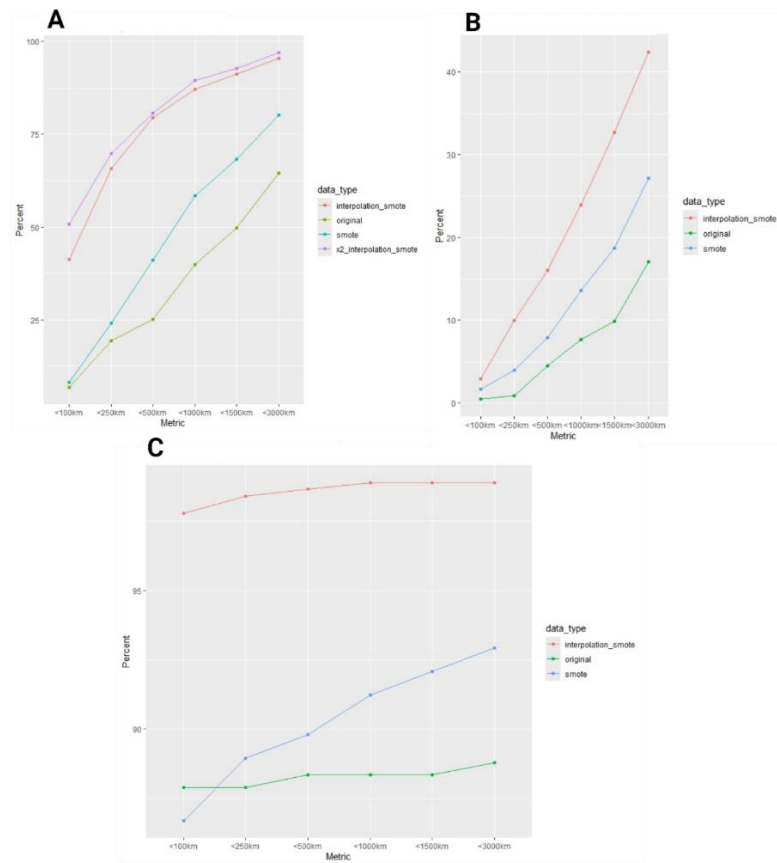 A
100
75
50
25
Percent
<100km <250km <500km <1000km <1500km <3000km
Metric
data_type
interpolation_smote
original
smote
x2_interpolation_smote
B
40
30
20
10
0
Percent
<100km <250km <500km <1000km<1500km<3000km
Metric
data_type
interpolation_smote
original
smote
C
95
90
Percent
<100km <250km <500km <1000km <1500km <3000km
Metric
data_type
interpolation_smote
original
smote